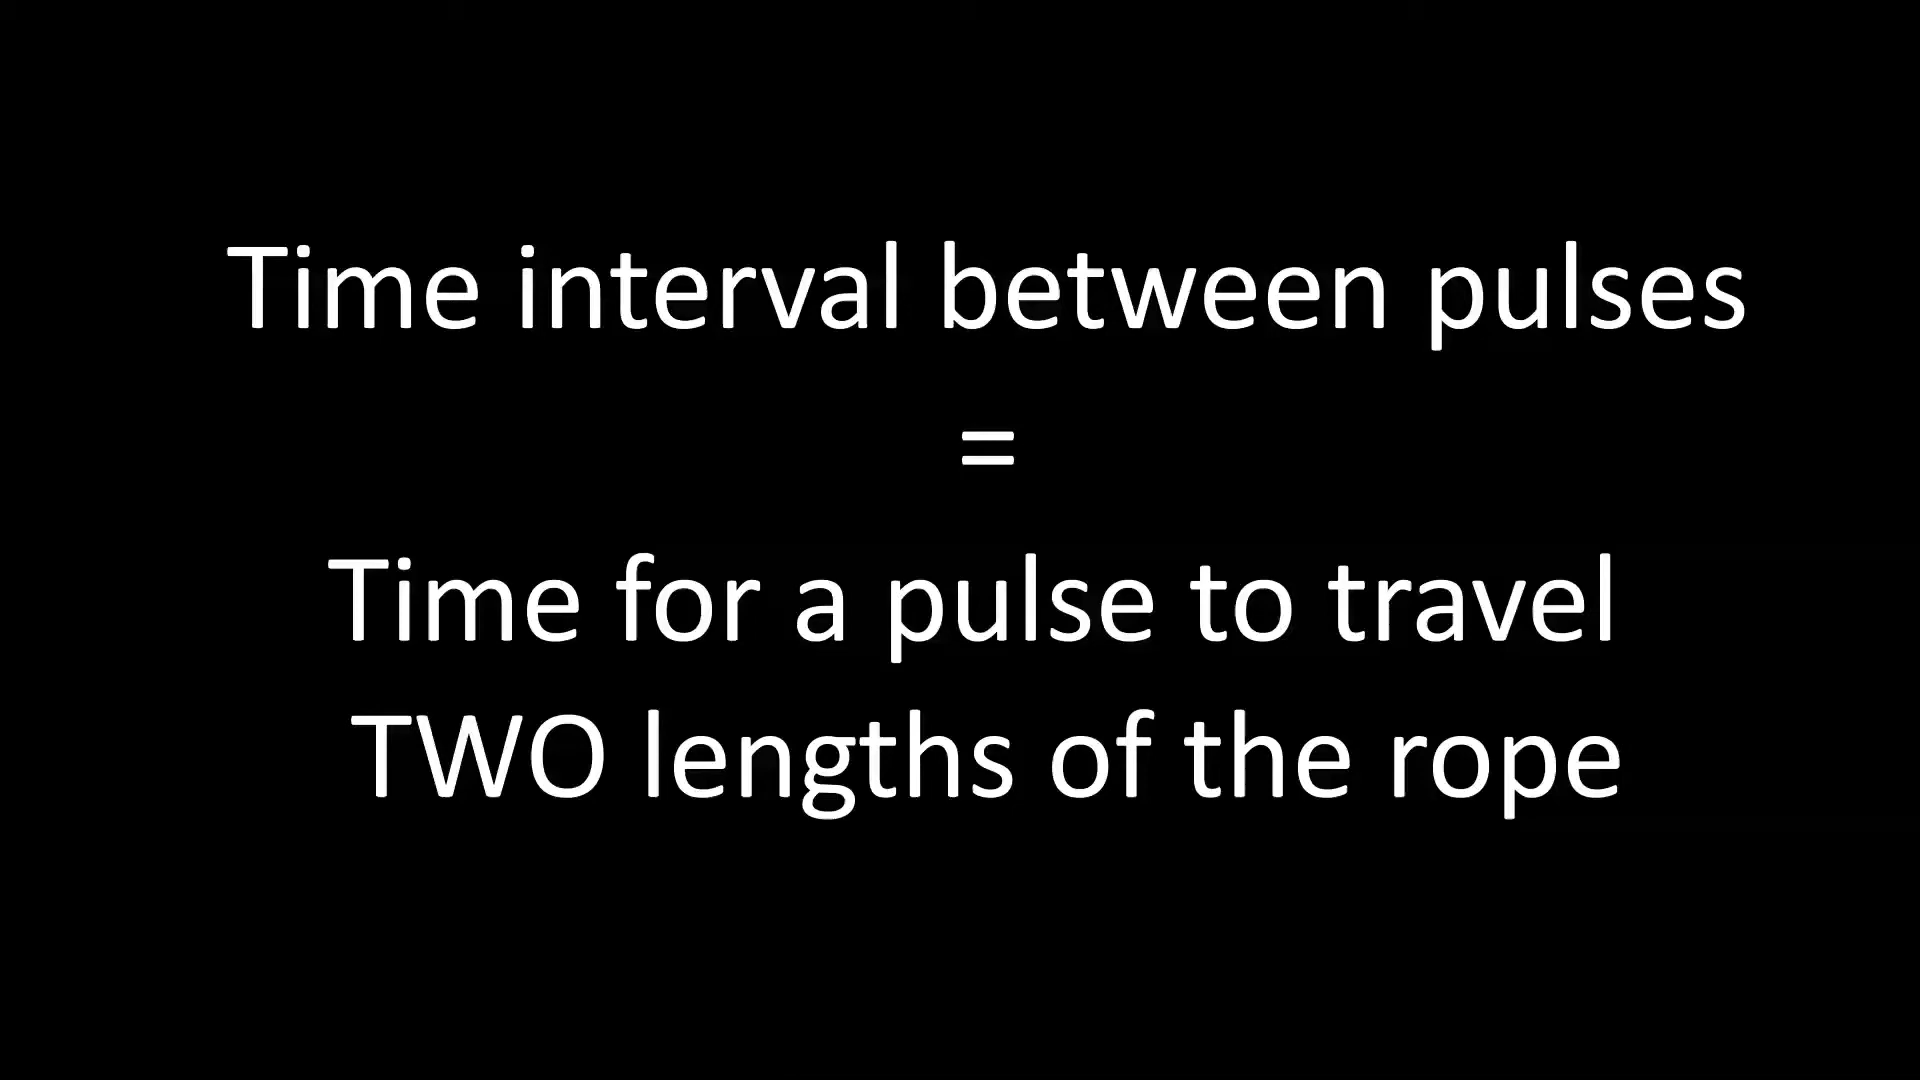 Time interval between pulses
=
Time for a pulse to travel
TWO lengths of the rope